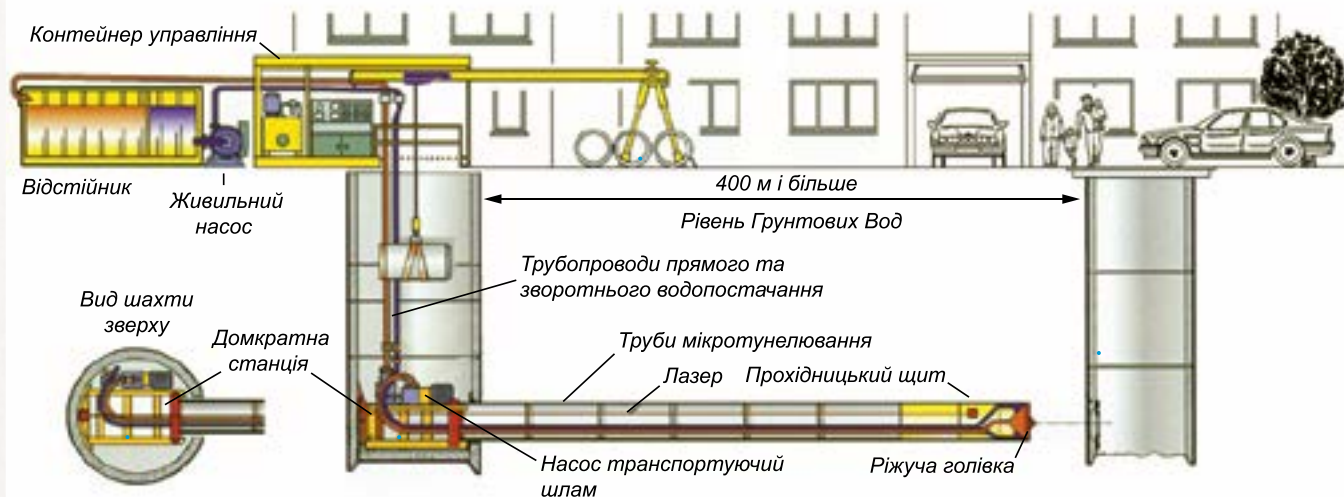 Контейнер управління
Відстійник
Живильний
насос
400 м і більше
Рівень Грунтових Вод
Трубопроводи прямого та
зворотнього водопостачання
Вид шахти
зверху
Домкратна
станція
Труби мікротунелювання
Лазер
Прохідницький щит
Насос транспортуючий
шлам
Ріжуча голівка